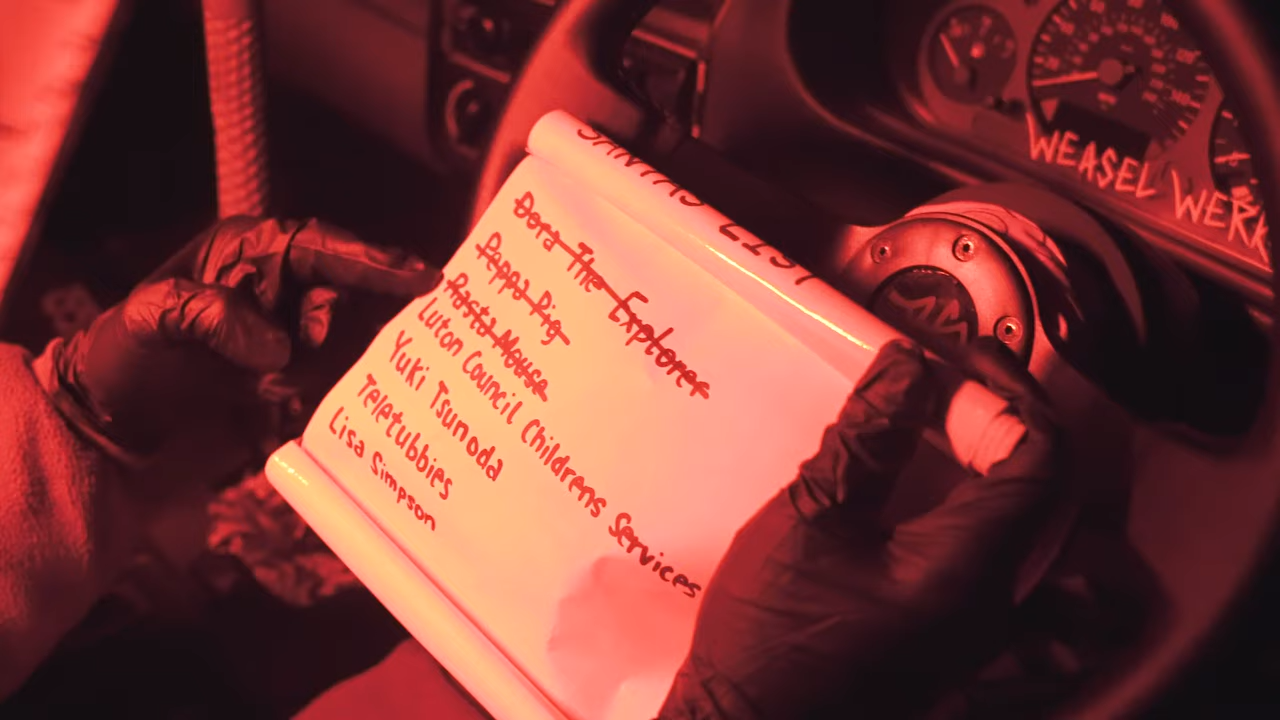 SANTAS LIST
Dora The Explorer
Peppa Pig
Rasta Mouse
Luton Council Childrens Services
Yuki Tsunoda
Teletubbies
Lisa Simpson
WEASEL WERK